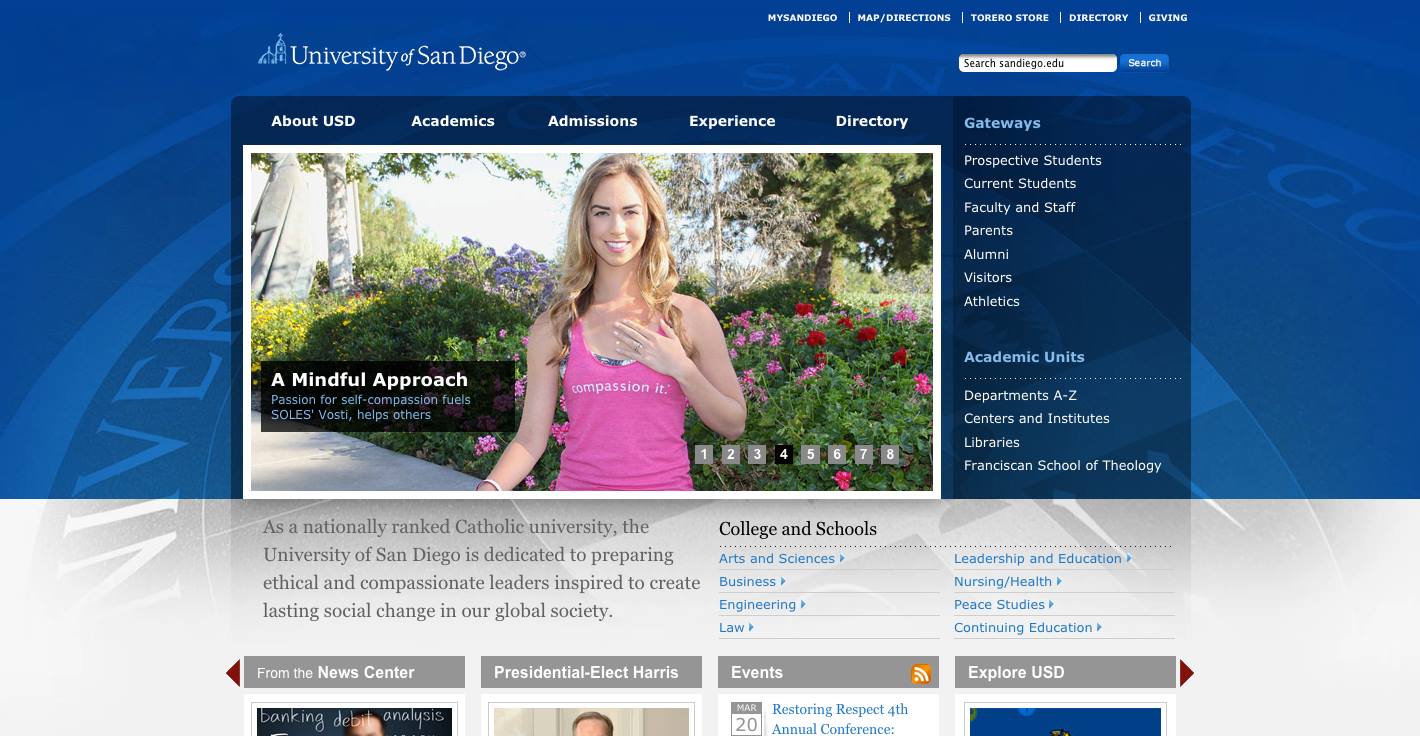 MYSANDIEGO
MAP/DIRECTIONS
TORERO STORE
DIRECTORY
GIVING
University of San Diego®
Search sandiego.edu
Search
About USD
Academics
Admissions
Experience
Directory
Gateways
Prospective Students
Current Students
Faculty and Staff
Parents
Alumni
Visitors
Athletics
Academic Units
Departments A-Z
Centers and Institutes
Libraries
Franciscan School of Theology
compassion it.
A Mindful Approach
Passion for self-compassion fuels
SOLES' Vosti, helps others
1 2 3 4 5 6 7 8
As a nationally ranked Catholic university, the
University of San Diego is dedicated to preparing
ethical and compassionate leaders inspired to create
lasting social change in our global society.
College and Schools
Arts and Sciences
Business
Engineering
Law
Leadership and Education
Nursing/Health
Peace Studies
Continuing Education
From the News Center
banking debit analysis
Presidential-Elect Harris
Events
MAR
20
Restoring Respect 4th
Annual Conference:
Explore USD